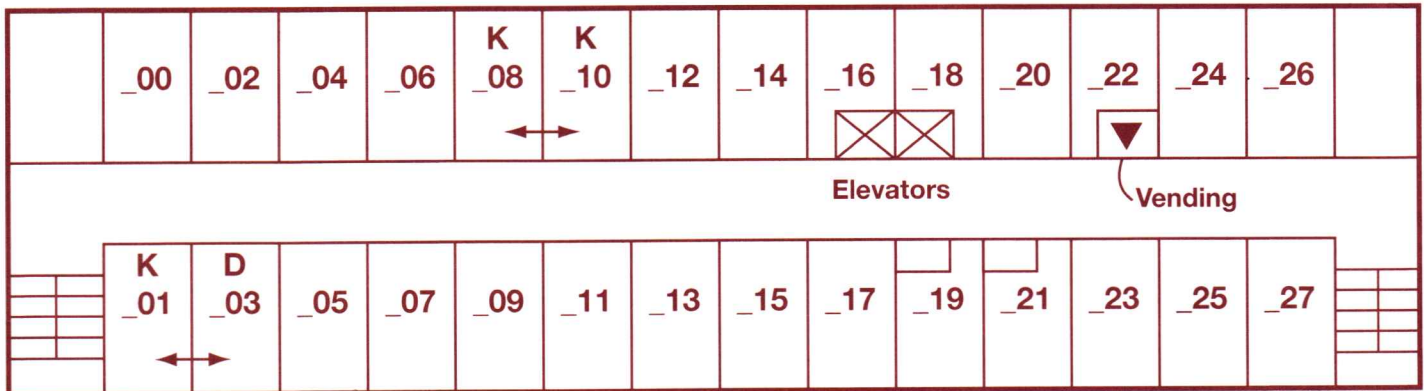 K K
_00 _02 _04 _06 _08 _10 _12 _14 _16 _18 _20 _22 _24 _26
Elevators
Vending
K D
_01 _03 _05 _07 _09 _11 _13 _15 _17 _19 _21 _23 _25 _27